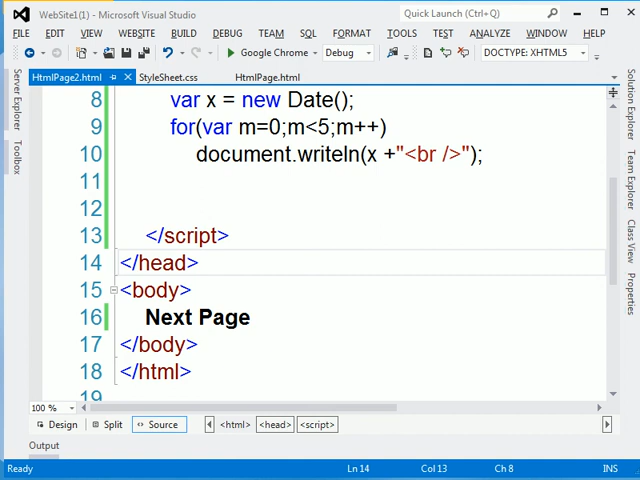 WebSite1(1) - Microsoft Visual Studio
Quick Launch (Ctrl+Q)
FILE EDIT VIEW WEBSITE BUILD DEBUG TEAM SQL FORMAT TOOLS TEST ANALYZE WINDOW HELP
Google Chrome Debug DOCTYPE: XHTML5
HtmlPage2.html StyleSheet.css HtmlPage.html
Server Explorer
Toolbox
Solution Explorer
Team Explorer
Class View
Properties
8 var x = new Date();
9 for(var m=0;m<5;m++)
10 document.writeln(x +"<br />");
11
12
13 </script>
14 </head>
15 <body>
16 Next Page
17 </body>
18 </html>
19
100 %
Design Split Source <html> <head> <script>
Output
Ready Ln 14 Col 13 Ch 8 INS